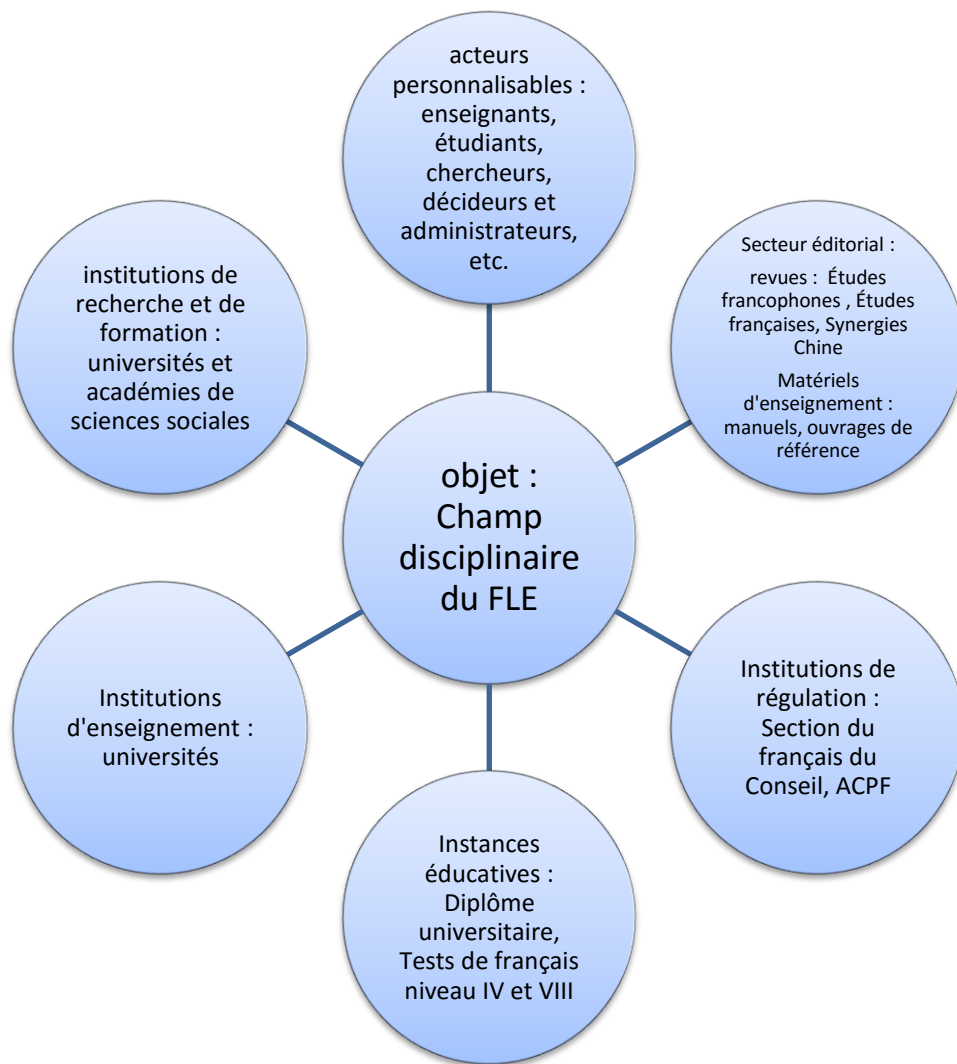 acteurs
personnalisables :
enseignants,
étudiants,
chercheurs,
décideurs et
administrateurs,
etc.
Secteur éditorial :
revues : Études
francophones , Études
françaises, Synergies
Chine
Matériels
d'enseignement :
manuels, ouvrages de
référence
Institutions de
régulation :
Section du
français du
Conseil, ACPF
Instances
éducatives :
Diplôme
universitaire,
Tests de français
niveau IV et VIII
Institutions
d'enseignement :
universités
institutions de
recherche et de
formation :
universités et
académies de
sciences sociales
objet :
Champ
disciplinaire
du FLE